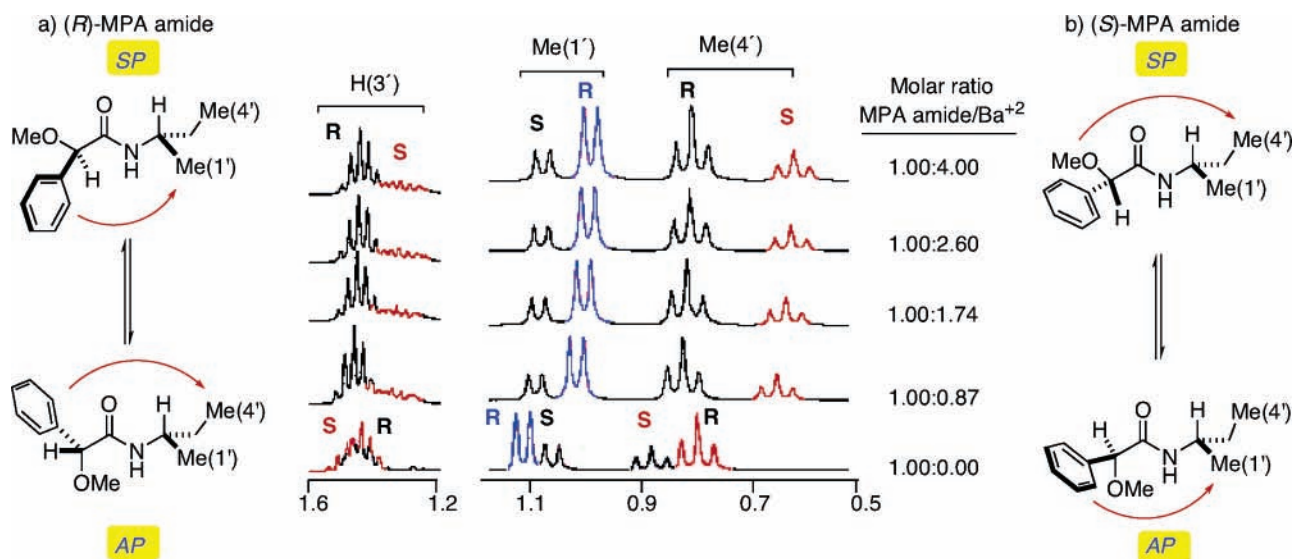 a) (R)-MPA amide
SP
O
H
MeO
Me(4')
N
H
Me(1')
H
O
H
Me(4')
H
N
H
Me(1')
OMe
AP
H(3´)
Me(1´)
Me(4´)
R
S
S
R
R
S
S
R
R
S
S
R
1.6
1.2
1.1
0.9
0.7
0.5
Molar ratio
MPA amide/Ba+2
1.00:4.00
1.00:2.60
1.00:1.74
1.00:0.87
1.00:0.00
b) (S)-MPA amide
SP
O
H
MeO
Me(4')
N
H
Me(1')
H
H
O
H
Me(4')
N
H
Me(1')
OMe
AP